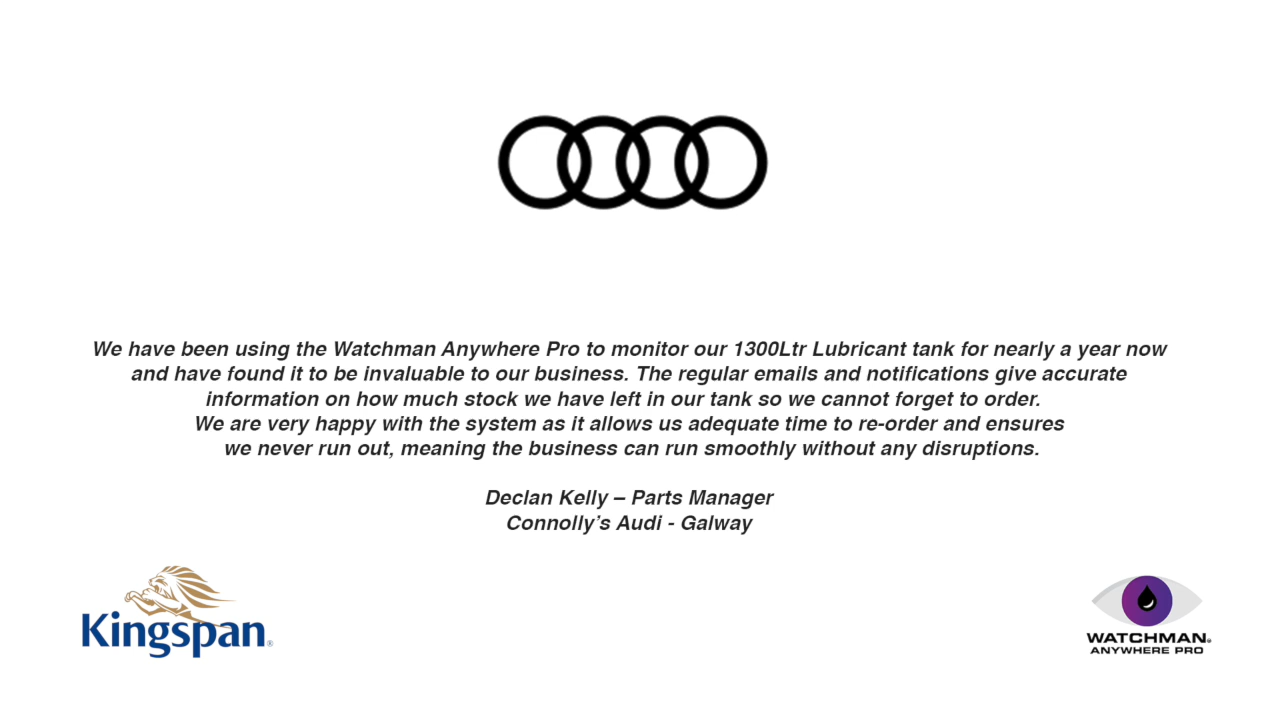 We have been using the Watchman Anywhere Pro to monitor our 1300Ltr Lubricant tank for nearly a year now
and have found it to be invaluable to our business. The regular emails and notifications give accurate
information on how much stock we have left in our tank so we cannot forget to order.
We are very happy with the system as it allows us adequate time to re-order and ensures
we never run out, meaning the business can run smoothly without any disruptions.
Declan Kelly – Parts Manager
Connolly’s Audi - Galway
Kingspan®
WATCHMAN®
ANYWHERE PRO